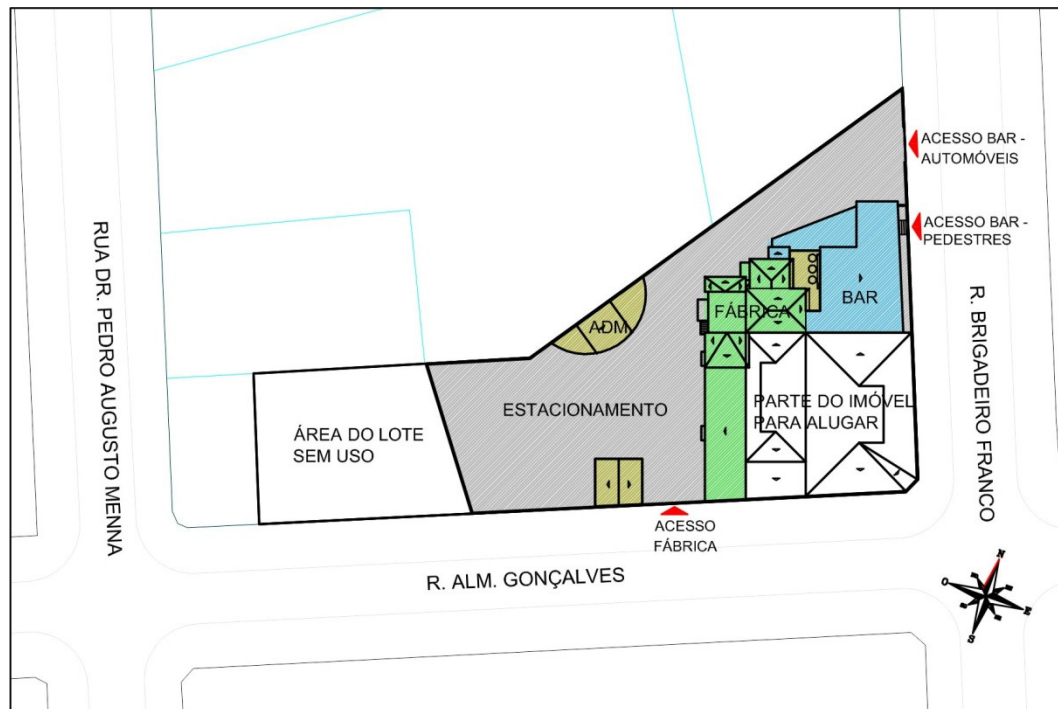 ACESSO BAR -
AUTOMÓVEIS
ACESSO BAR -
PEDESTRES
RUA DR. PEDRO AUGUSTO MENNA
R. BRIGADEIRO FRANCO
BAR
FÁBRICA
ADM
ESTACIONAMENTO
PARTE DO IMÓVEL
PARA ALUGAR
ÁREA DO LOTE
SEM USO
ACESSO
FÁBRICA
R. ALM. GONÇALVES
N
O
E
S